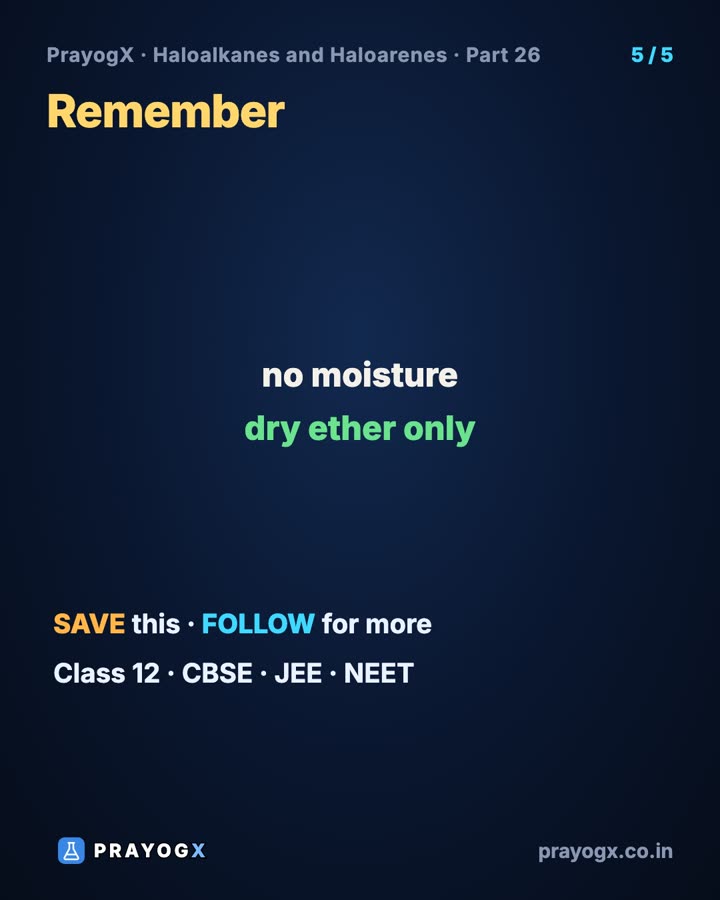 PrayogX · Haloalkanes and Haloarenes · Part 26 5 / 5
Remember
no moisture
dry ether only
SAVE this · FOLLOW for more
Class 12 · CBSE · JEE · NEET
PRAYOGX prayogx.co.in